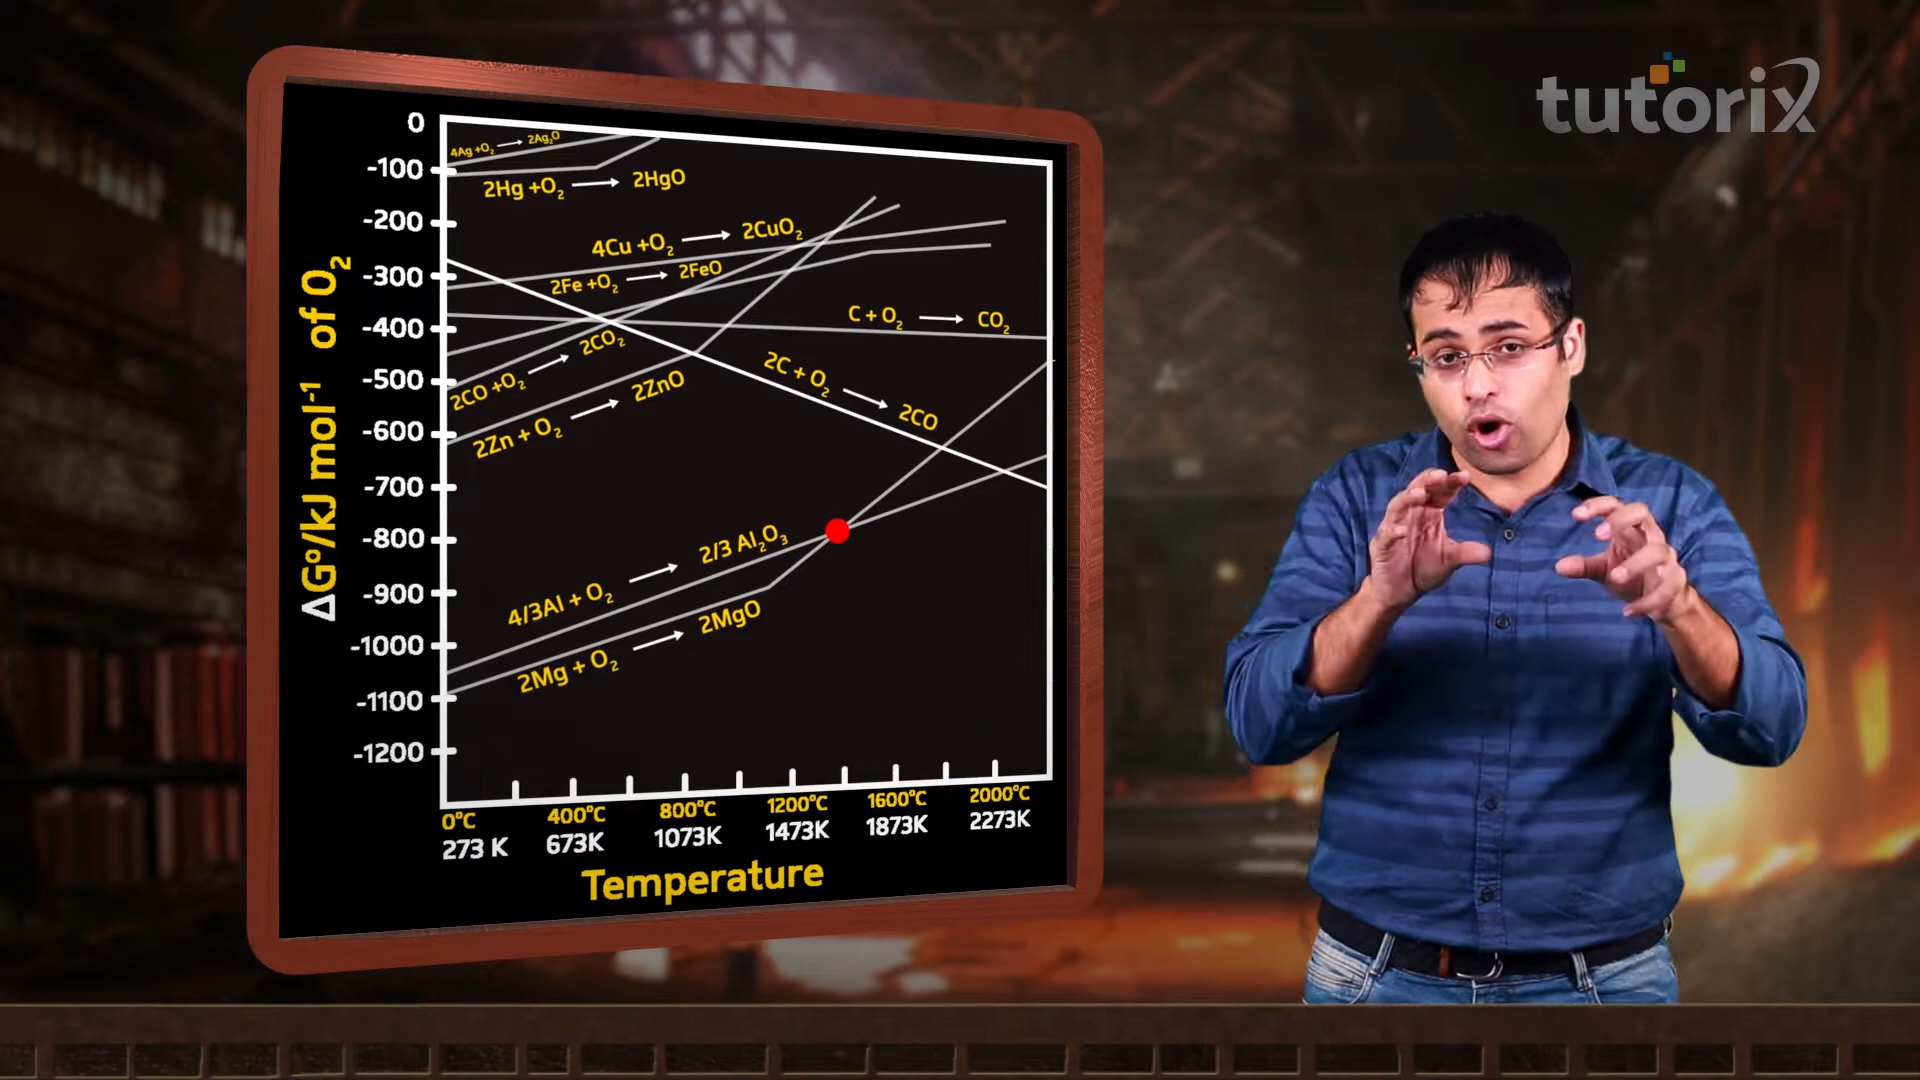 tutorix
0
-100
-200
-300
-400
-500
-600
-700
-800
-900
-1000
-1100
-1200
ΔG°/kJ mol⁻¹ of O₂
4Ag +O₂ → 2Ag₂O
2Hg +O₂ → 2HgO
4Cu +O₂ → 2CuO₂
2Fe +O₂ → 2FeO
C + O₂ → CO₂
2CO +O₂ → 2CO₂
2C + O₂ → 2CO
2Zn + O₂ → 2ZnO
4/3Al + O₂ → 2/3 Al₂O₃
2Mg + O₂ → 2MgO
0°C 400°C 800°C 1200°C 1600°C 2000°C
273 K 673K 1073K 1473K 1873K 2273K
Temperature